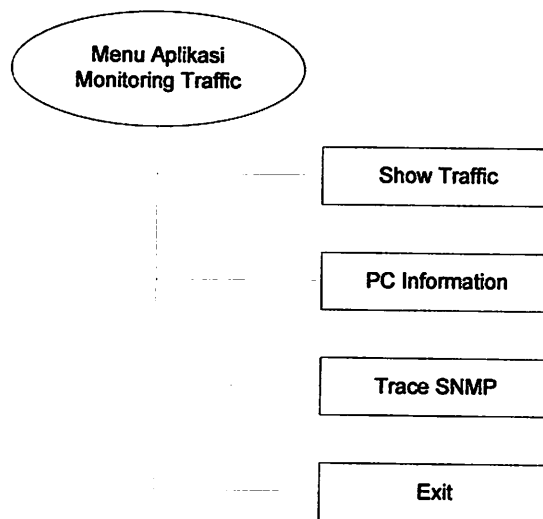 Menu Aplikasi
Monitoring Traffic
Show Traffic
PC Information
Trace SNMP
Exit